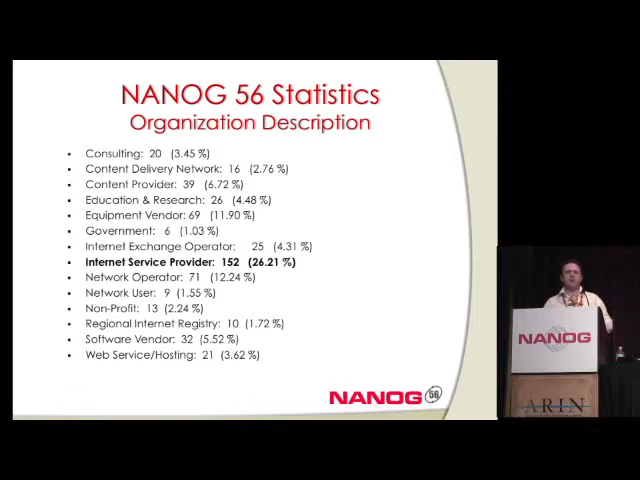 NANOG 56 Statistics
Organization Description
▪ Consulting: 20 (3.45 %)
▪ Content Delivery Network: 16 (2.76 %)
▪ Content Provider: 39 (6.72 %)
▪ Education & Research: 26 (4.48 %)
▪ Equipment Vendor: 69 (11.90 %)
▪ Government: 6 (1.03 %)
▪ Internet Exchange Operator: 25 (4.31 %)
▪ Internet Service Provider: 152 (26.21 %)
▪ Network Operator: 71 (12.24 %)
▪ Network User: 9 (1.55 %)
▪ Non-Profit: 13 (2.24 %)
▪ Regional Internet Registry: 10 (1.72 %)
▪ Software Vendor: 32 (5.52 %)
▪ Web Service/Hosting: 21 (3.62 %)
NANOG 56
NANOG
ARIN